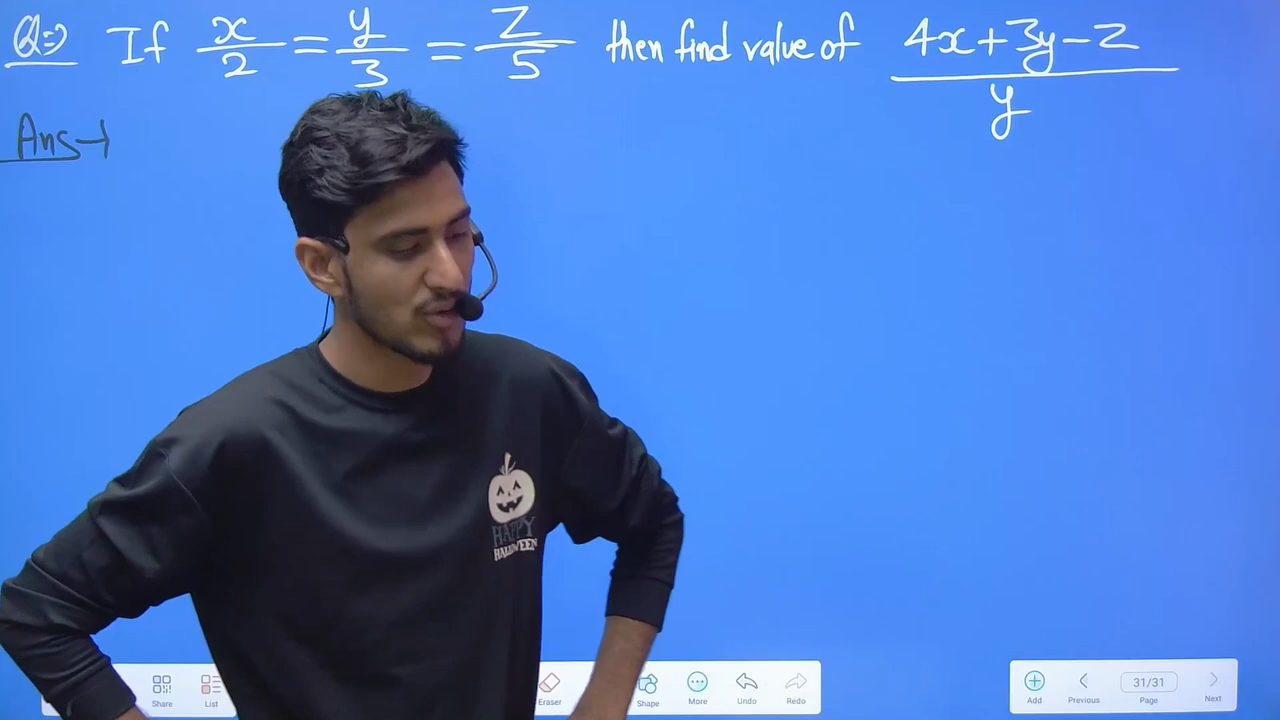 Q⇒ If x/2 = y/3 = z/5 then find value of (4x+3y-z)/y
Ans→
HAPPY
HALLOWEEN
Share List Eraser Shape More Undo Redo Add Previous 31/31 Page Next